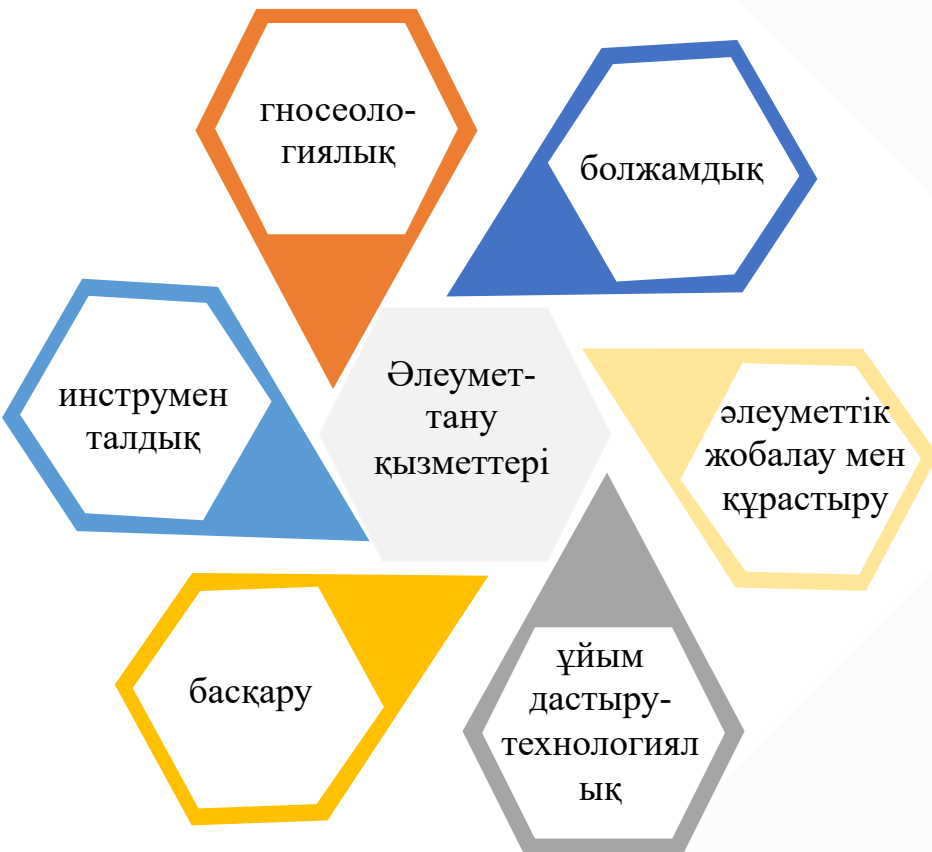 гносеоло-
гиялық
болжамдық
Әлеумет-
тану
қызметтері
инструмен
талдық
әлеуметтік
жобалау мен
құрастыру
басқару
ұйым
дастыру-
технологиял
ық